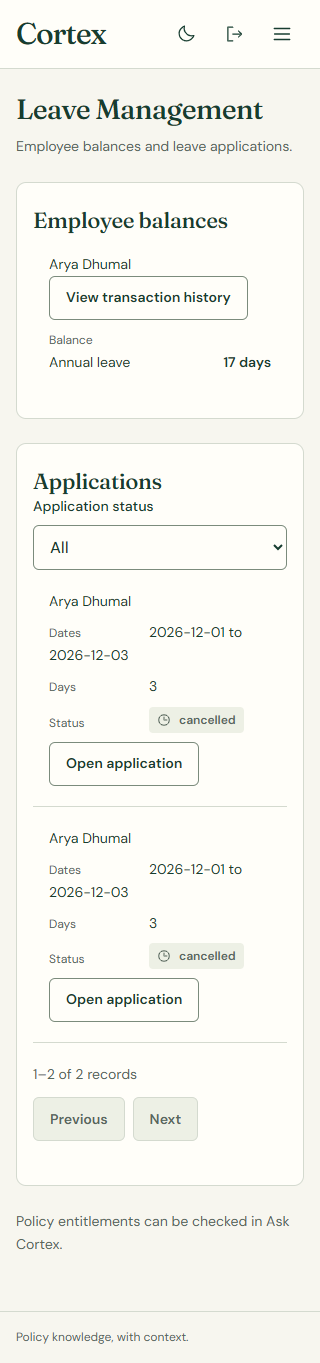 Cortex
Leave Management
Employee balances and leave applications.
Employee balances
Arya Dhumal
View transaction history
Balance
Annual leave 17 days
Applications
Application status
All
Arya Dhumal
Dates 2026-12-01 to
2026-12-03
Days 3
Status cancelled
Open application
Arya Dhumal
Dates 2026-12-01 to
2026-12-03
Days 3
Status cancelled
Open application
1–2 of 2 records
Previous Next
Policy entitlements can be checked in Ask
Cortex.
Policy knowledge, with context.